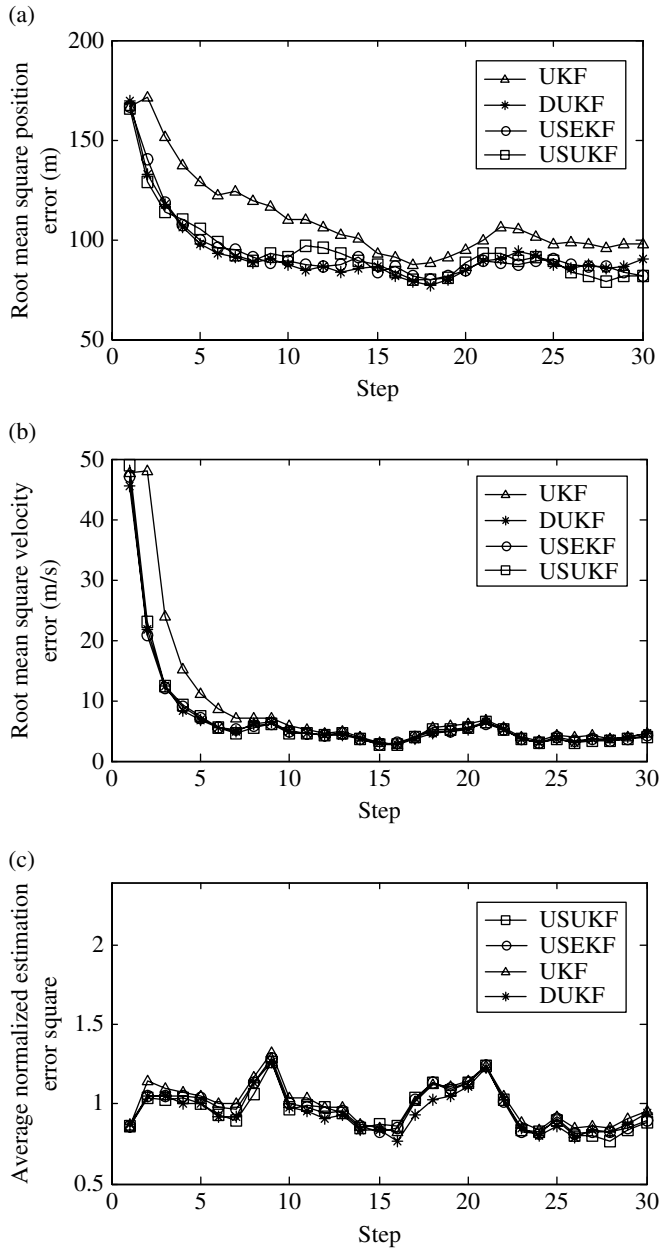 (a)
Root mean square position
error (m)
200
150
100
50
0
5
10
15
20
25
30
Step
UKF
DUKF
USEKF
USUKF
(b)
Root mean square velocity
error (m/s)
50
40
30
20
10
0
0
5
10
15
20
25
30
Step
UKF
DUKF
USEKF
USUKF
(c)
Average normalized estimation
error square
2
1.5
1
0.5
0
5
10
15
20
25
30
Step
USUKF
USEKF
UKF
DUKF